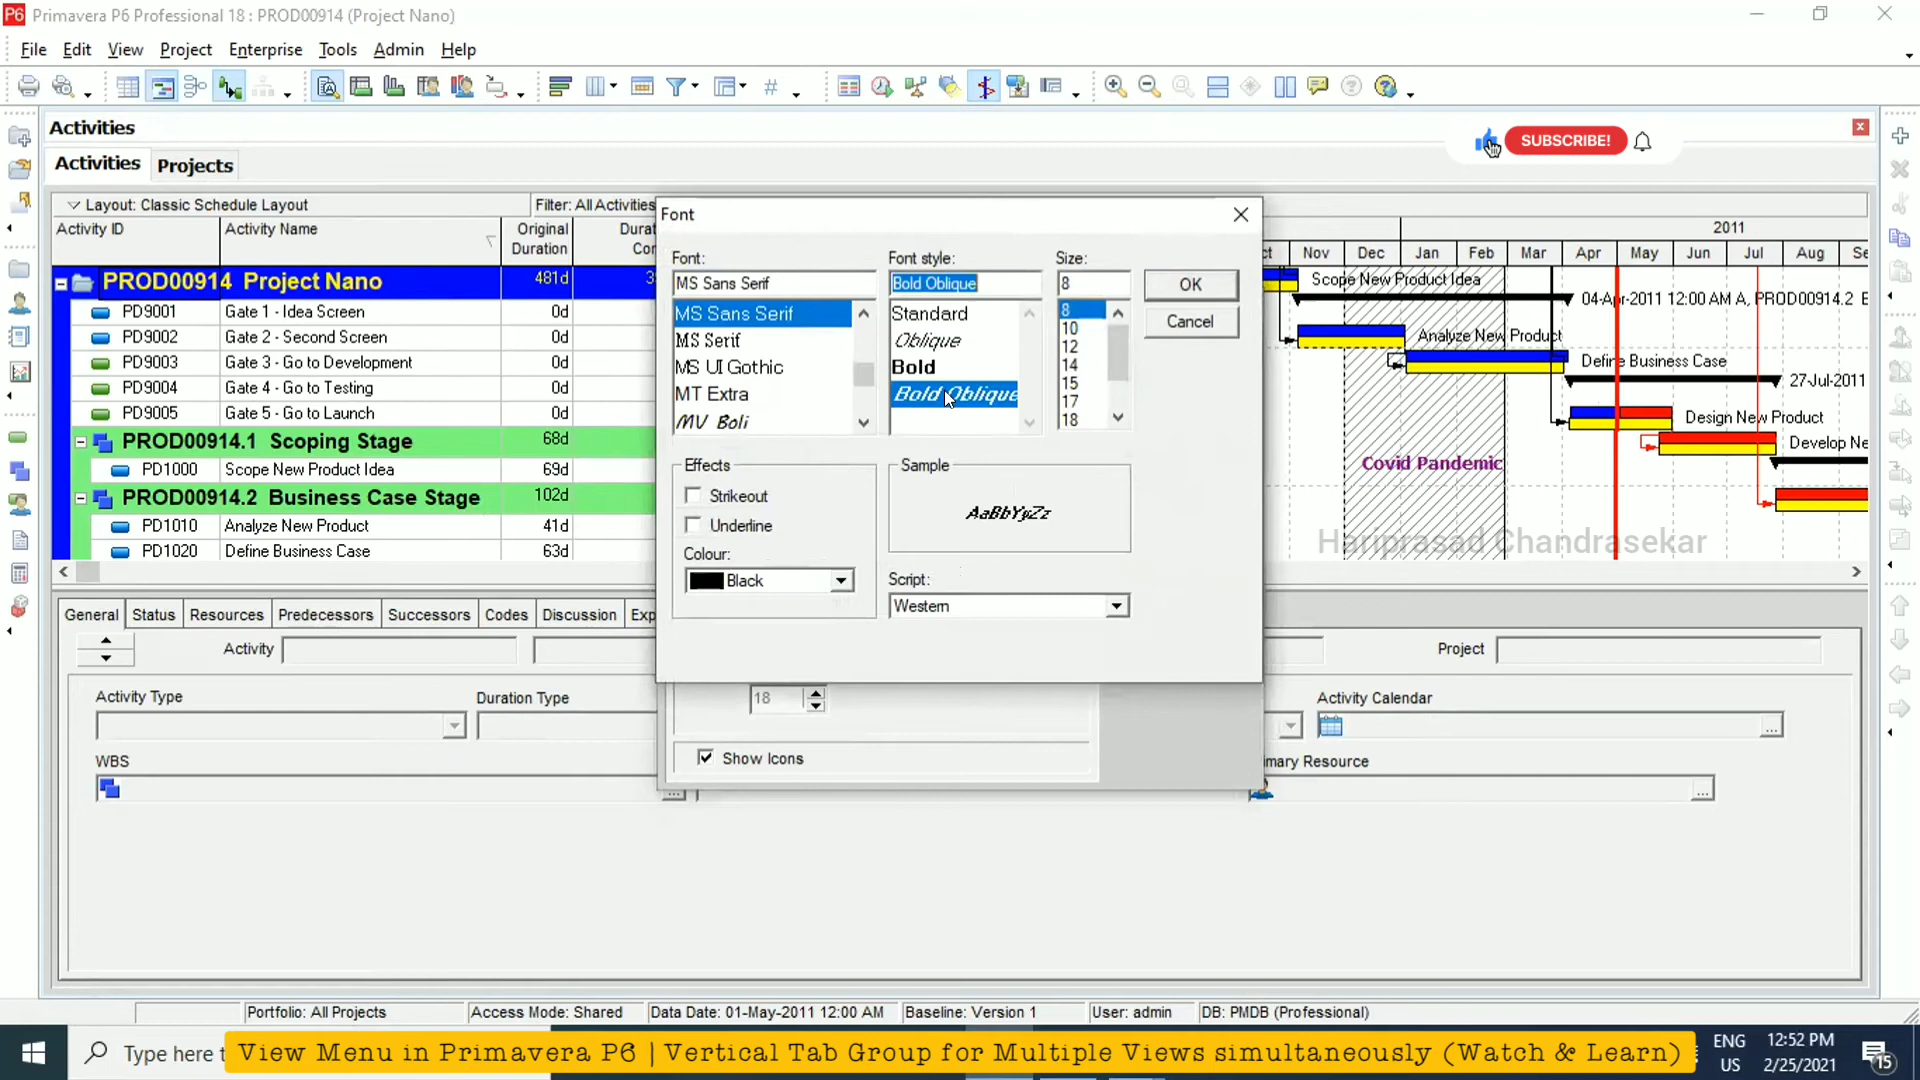 Primavera P6 Professional 18 : PROD00914 (Project Nano)
File Edit View Project Enterprise Tools Admin Help
Activities
SUBSCRIBE!
Activities Projects
Layout: Classic Schedule Layout
Filter: All Activities
Activity ID
Activity Name
Original
Duration
PROD00914 Project Nano 481d
PD9001 Gate 1 - Idea Screen 0d
PD9002 Gate 2 - Second Screen 0d
PD9003 Gate 3 - Go to Development 0d
PD9004 Gate 4 - Go to Testing 0d
PD9005 Gate 5 - Go to Launch 0d
PROD00914.1 Scoping Stage 68d
PD1000 Scope New Product Idea 69d
PROD00914.2 Business Case Stage 102d
PD1010 Analyze New Product 41d
PD1020 Define Business Case 63d
Font
Font:
MS Sans Serif
MS Sans Serif
MS Serif
MS UI Gothic
MT Extra
MV Boli
Font style:
Bold Oblique
Standard
Oblique
Bold
Bold Oblique
Size:
8
8
10
12
14
15
17
18
OK
Cancel
Effects
Strikeout
Underline
Colour:
Black
Sample
AaBbYyZz
Script:
Western
18
Show Icons
2011
Nov Dec Jan Feb Mar Apr May Jun Jul Aug
Scope New Product Idea
04-Apr-2011 12:00 AM A, PROD00914.2
Analyze New Product
Define Business Case
27-Jul-2011
Design New Product
Covid Pandemic
Hariprasad Chandrasekar
General Status Resources Predecessors Successors Codes Discussion
Activity
Project
Activity Type
Duration Type
Activity Calendar
WBS
Resource
Portfolio: All Projects
Access Mode: Shared
Data Date: 01-May-2011 12:00 AM
Baseline: Version 1
User: admin
DB: PMDB (Professional)
Type here
View Menu in Primavera P6 | Vertical Tab Group for Multiple Views simultaneously (Watch & Learn)
ENG
US
12:52 PM
2/25/2021
15